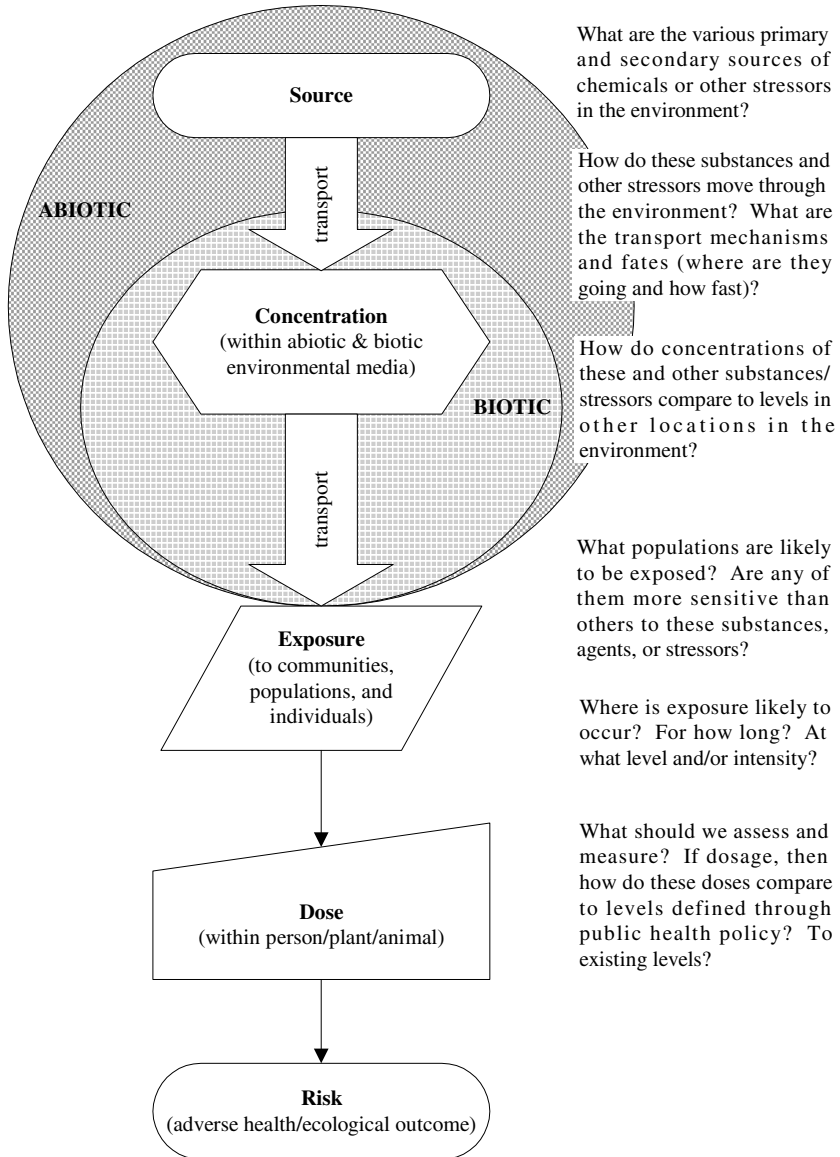 Source
transport
ABIOTIC
Concentration
(within abiotic & biotic
environmental media)
BIOTIC
transport
Exposure
(to communities,
populations, and
individuals)
Dose
(within person/plant/animal)
Risk
(adverse health/ecological outcome)
What are the various primary
and secondary sources of
chemicals or other stressors
in the environment?
How do these substances and
other stressors move through
the environment? What are
the transport mechanisms
and fates (where are they
going and how fast)?
How do concentrations of
these and other substances/
stressors compare to levels in
other locations in the
environment?
What populations are likely
to be exposed? Are any of
them more sensitive than
others to these substances,
agents, or stressors?
Where is exposure likely to
occur? For how long? At
what level and/or intensity?
What should we assess and
measure? If dosage, then
how do these doses compare
to levels defined through
public health policy? To
existing levels?